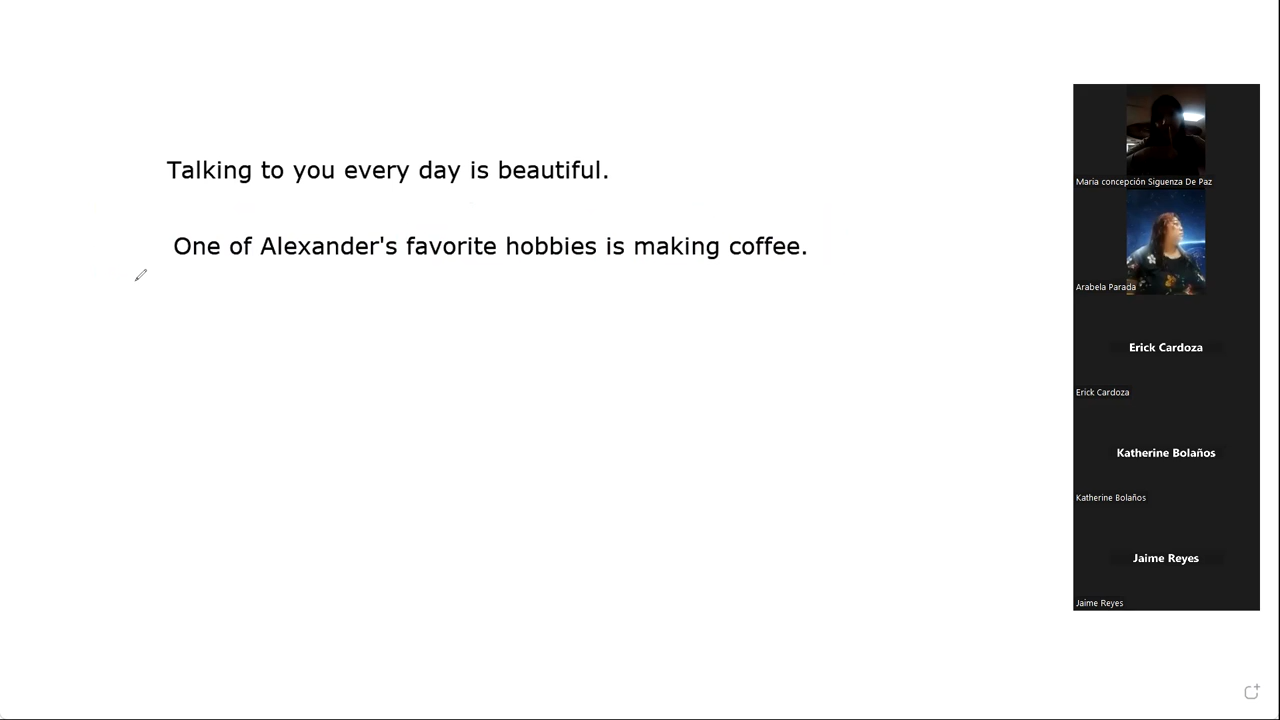 Talking to you every day is beautiful.
One of Alexander's favorite hobbies is making coffee.
Maria concepción Siguenza De Paz
Arabela Parada
Erick Cardoza
Erick Cardoza
Katherine Bolaños
Katherine Bolaños
Jaime Reyes
Jaime Reyes